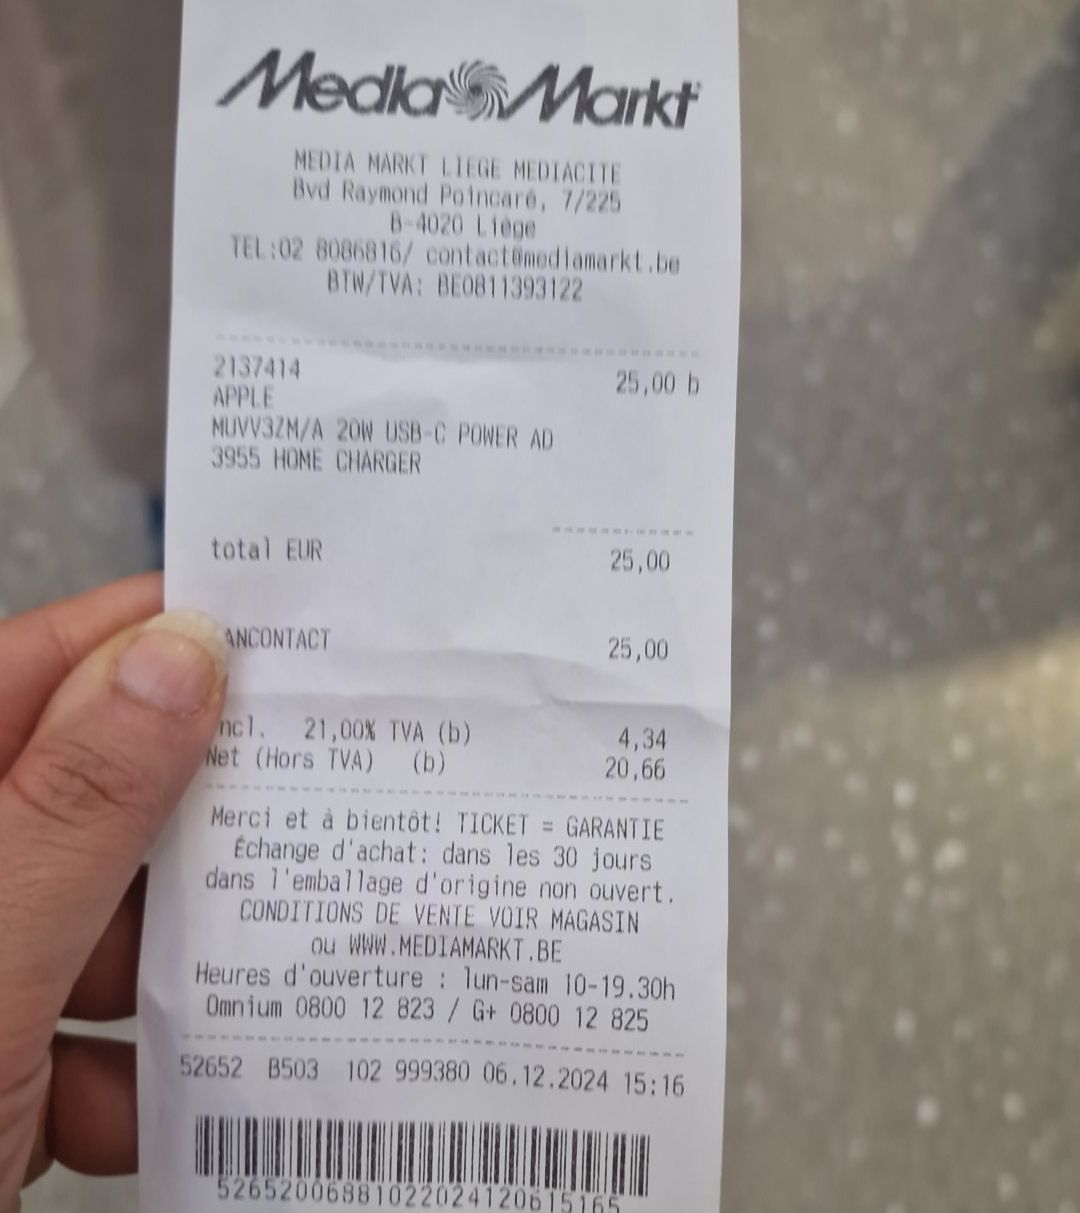 Media Markt
MEDIA MARKT LIEGE MEDIACITE
Bvd Raymond Poincaré, 7/225
B-4020 Liège
TEL:02 8086816/ contact@mediamarkt.be
BTW/TVA: BE0811393122
2137414 25,00 b
APPLE
MUVV3ZM/A 20W USB-C POWER AD
3955 HOME CHARGER
total EUR 25,00
ANCONTACT 25,00
ncl. 21,00% TVA (b) 4,34
Net (Hors TVA) (b) 20,66
Merci et à bientôt! TICKET = GARANTIE
Échange d'achat: dans les 30 jours
dans l'emballage d'origine non ouvert.
CONDITIONS DE VENTE VOIR MAGASIN
ou WWW.MEDIAMARKT.BE
Heures d'ouverture : lun-sam 10-19.30h
Omnium 0800 12 823 / G+ 0800 12 825
52652 B503 102 999380 06.12.2024 15:16